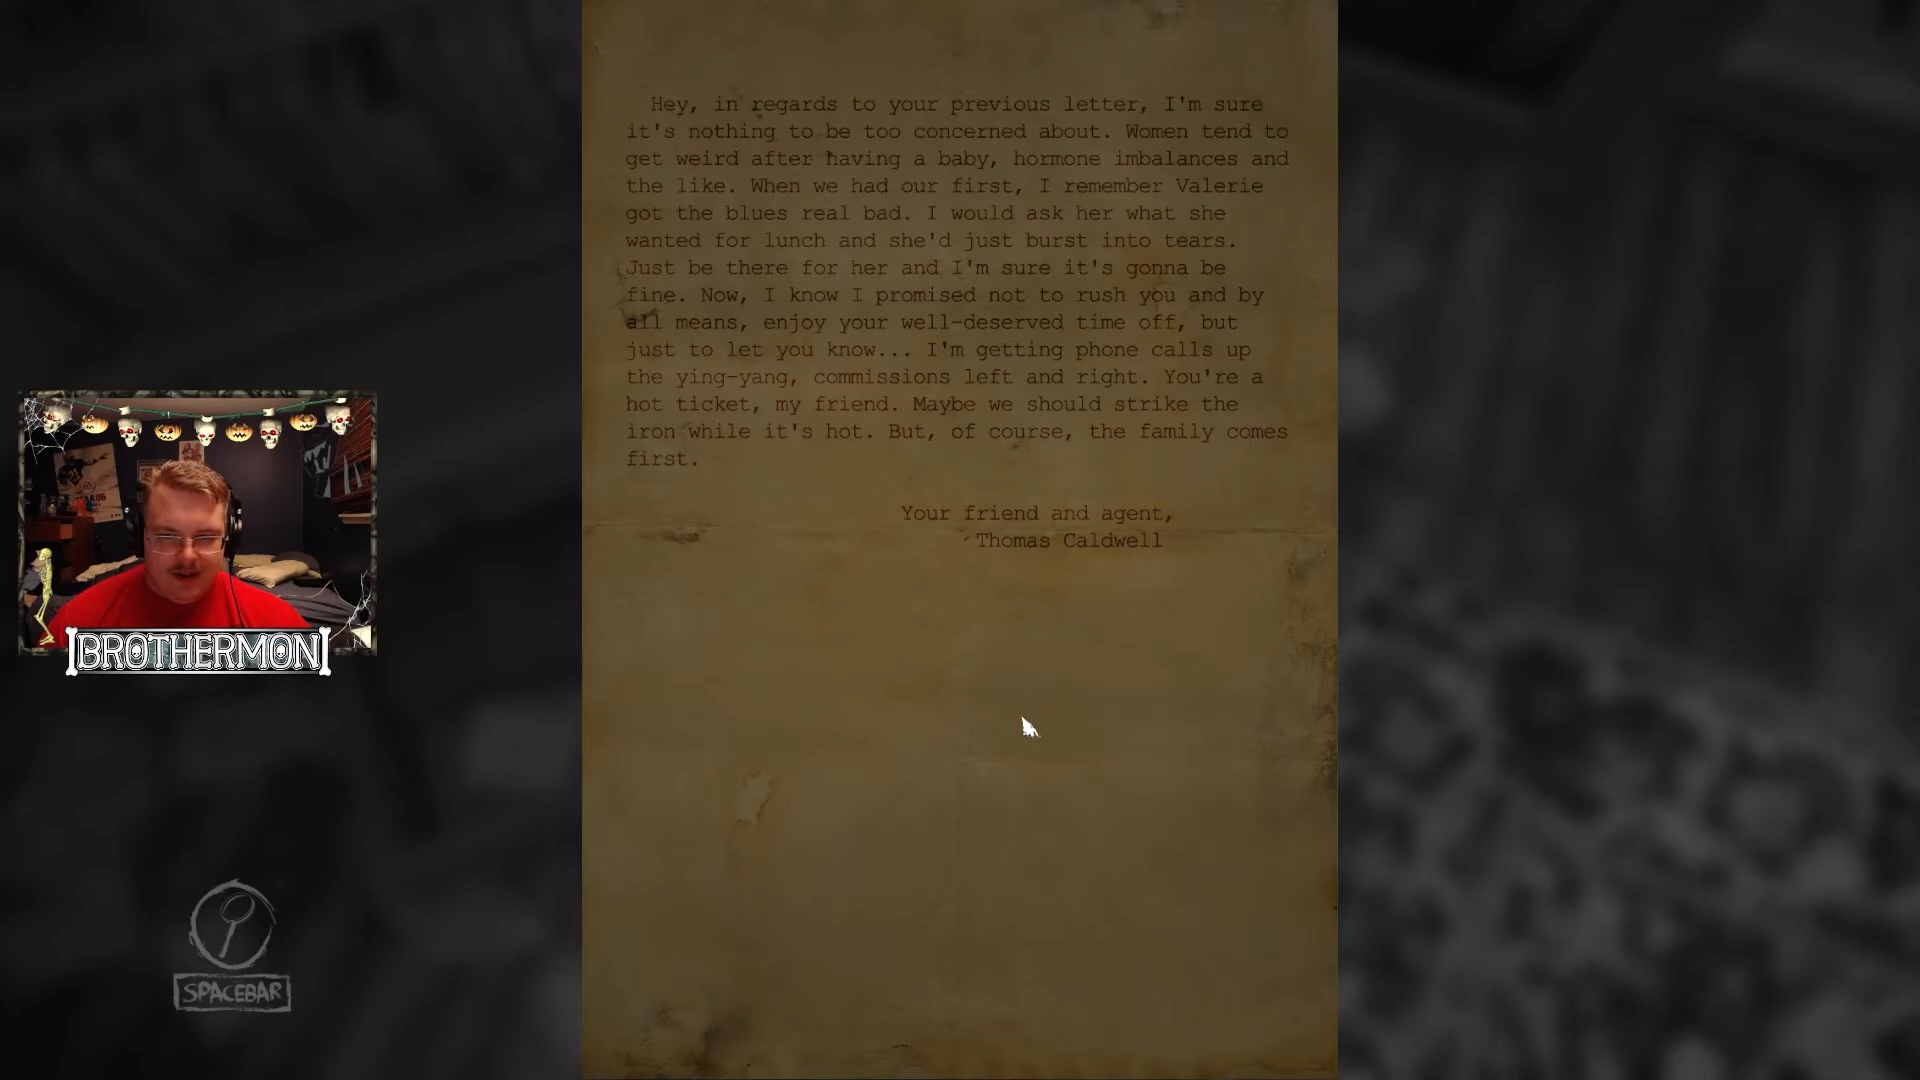 Hey, in regards to your previous letter, I'm sure
it's nothing to be too concerned about. Women tend to
get weird after having a baby, hormone imbalances and
the like. When we had our first, I remember Valerie
got the blues real bad. I would ask her what she
wanted for lunch and she'd just burst into tears.
Just be there for her and I'm sure it's gonna be
fine. Now, I know I promised not to rush you and by
all means, enjoy your well-deserved time off, but
just to let you know... I'm getting phone calls up
the ying-yang, commissions left and right. You're a
hot ticket, my friend. Maybe we should strike the
iron while it's hot. But, of course, the family comes
first.
Your friend and agent,
Thomas Caldwell
BROTHERMON
SPACEBAR